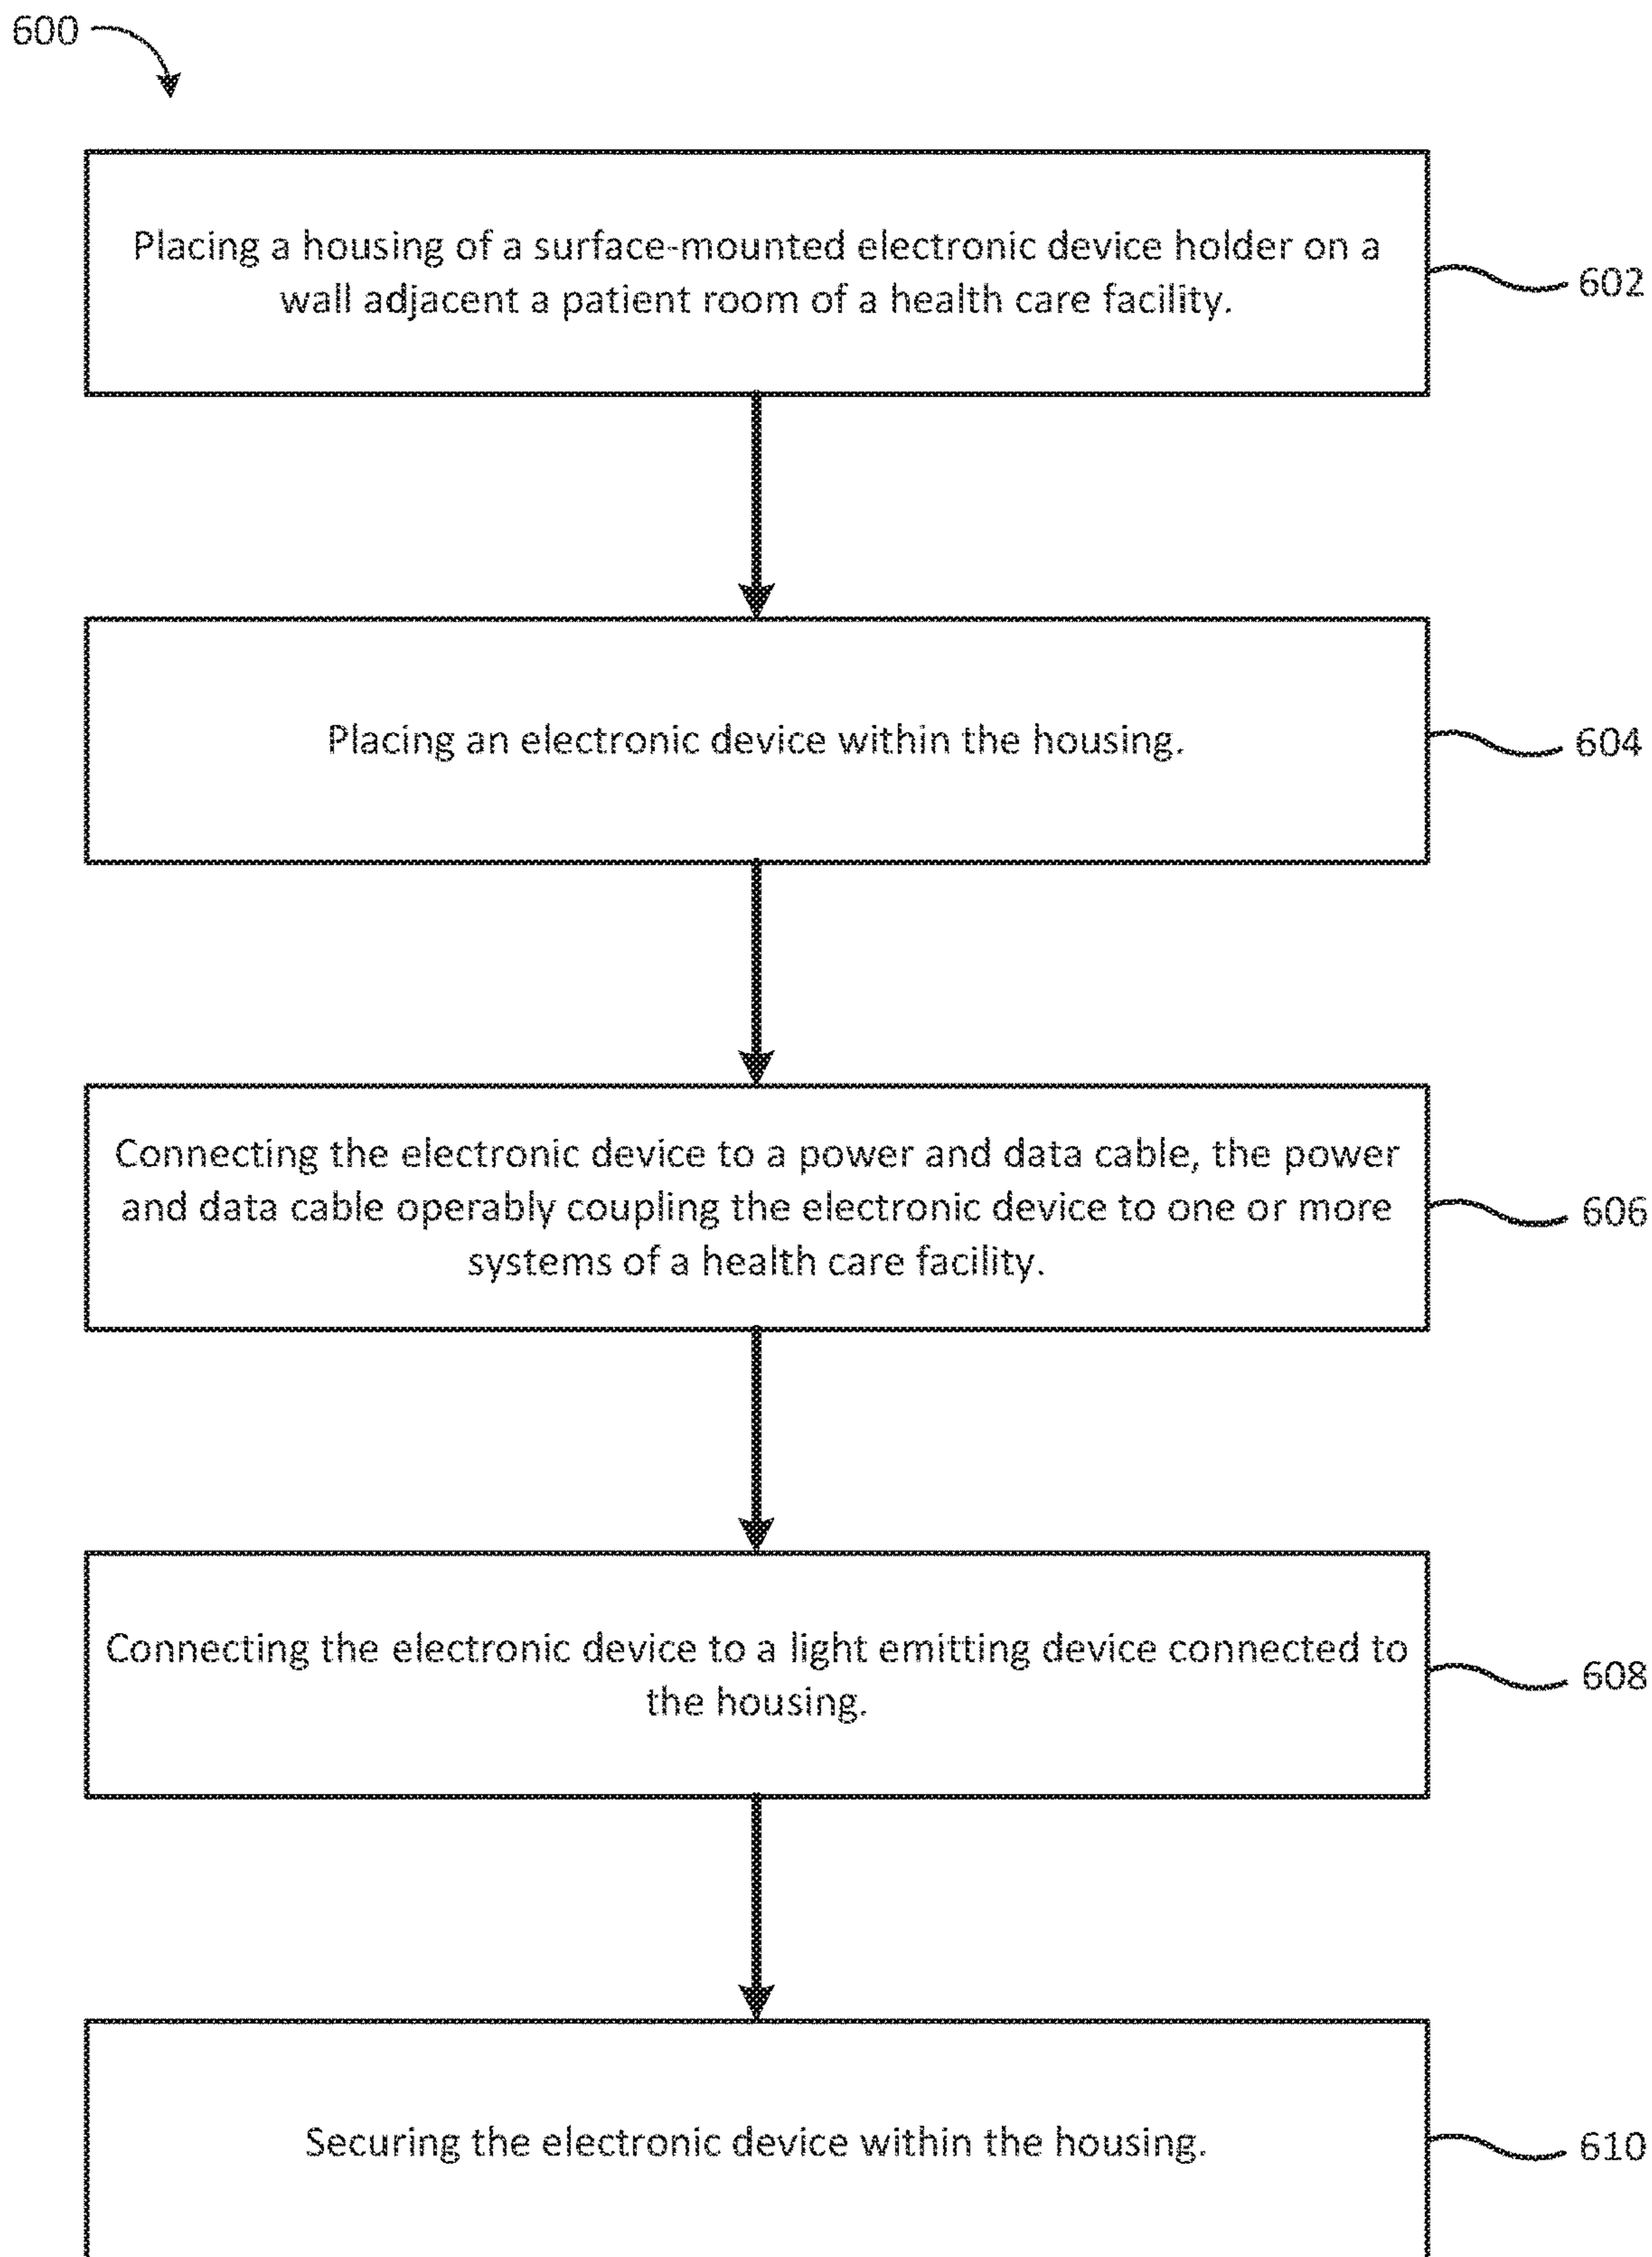 600
Placing a housing of a surface-mounted electronic device holder on a
wall adjacent a patient room of a health care facility.
602
Placing an electronic device within the housing.
604
Connecting the electronic device to a power and data cable, the power
and data cable operably coupling the electronic device to one or more
systems of a health care facility.
606
Connecting the electronic device to a light emitting device connected to
the housing.
608
Securing the electronic device within the housing.
610